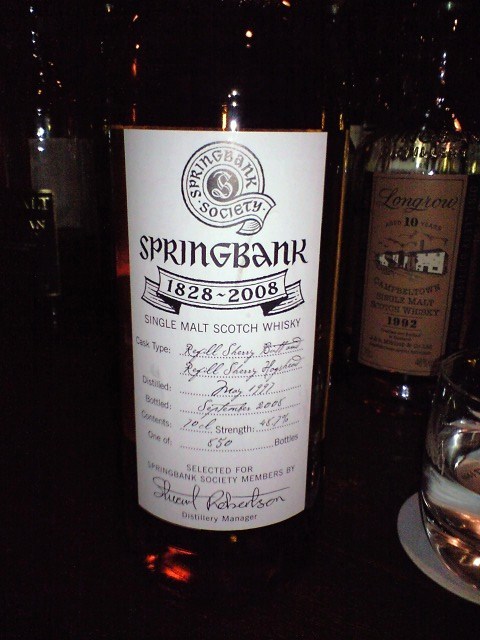 SPRINGBANK
S
SOCIETY
SPRINGBANK
1828~2008
SINGLE MALT SCOTCH WHISKY
Cask Type: Refill Sherry Butt and
Refill Sherry Hogshead
Distilled: May 1997
Bottled: September 2008
Contents: 70cl Strength: 48.7%
One of: 850 Bottles
SELECTED FOR
SPRINGBANK SOCIETY MEMBERS BY
Stuart Robertson
Distillery Manager
Longrow
AGED 10 YEARS
CAMPBELTOWN
SINGLE MALT
SCOTCH WHISKY
1992